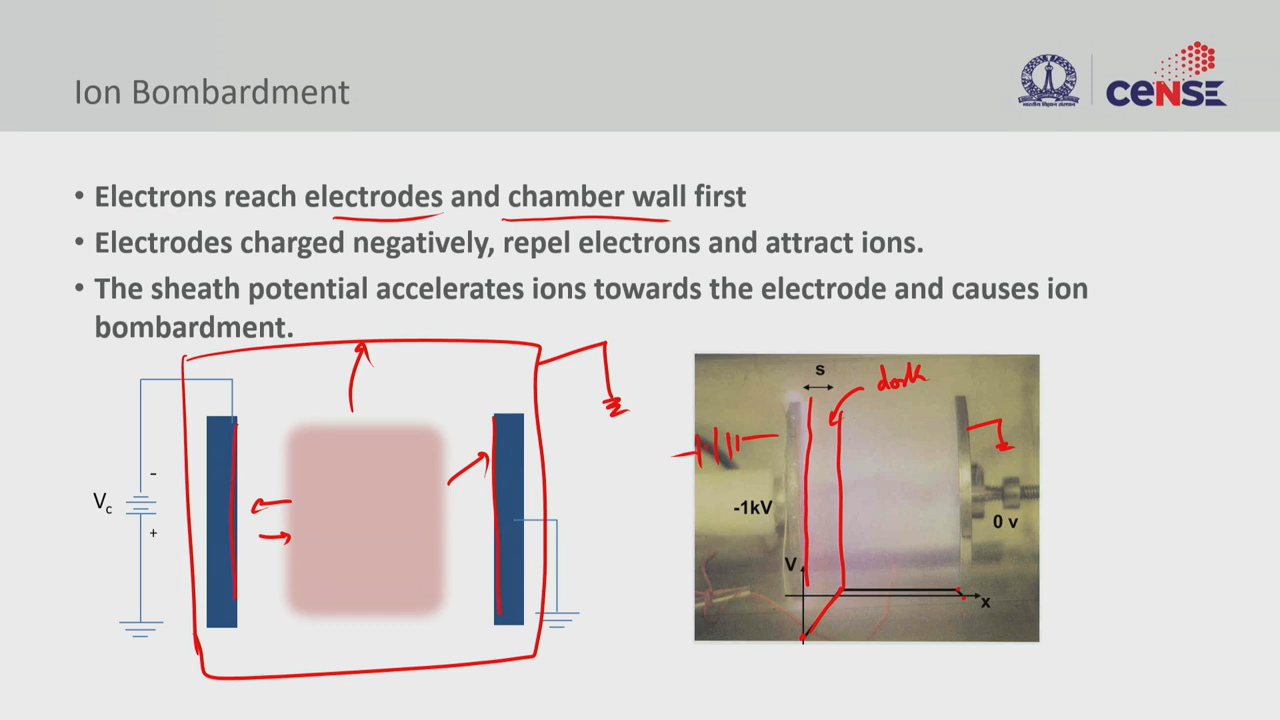 Ion Bombardment
ceNSE
• Electrons reach electrodes and chamber wall first
• Electrodes charged negatively, repel electrons and attract ions.
• The sheath potential accelerates ions towards the electrode and causes ion
bombardment.
s
dark
-
Vc
+
-1kV
0 v
V
x